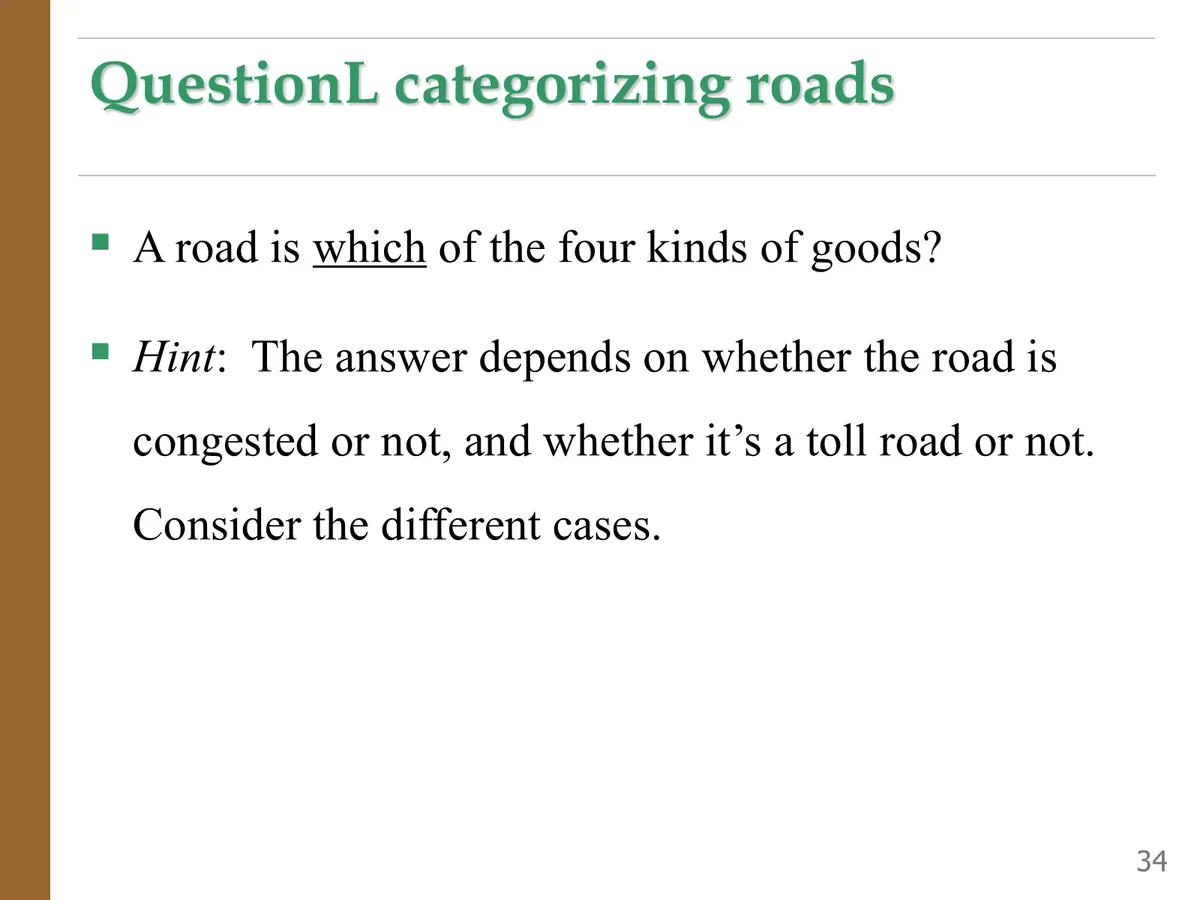 QuestionL categorizing roads
A road is which of the four kinds of goods?
Hint:  The answer depends on whether the road is
congested or not, and whether it’s a toll road or not.
Consider the different cases.
34